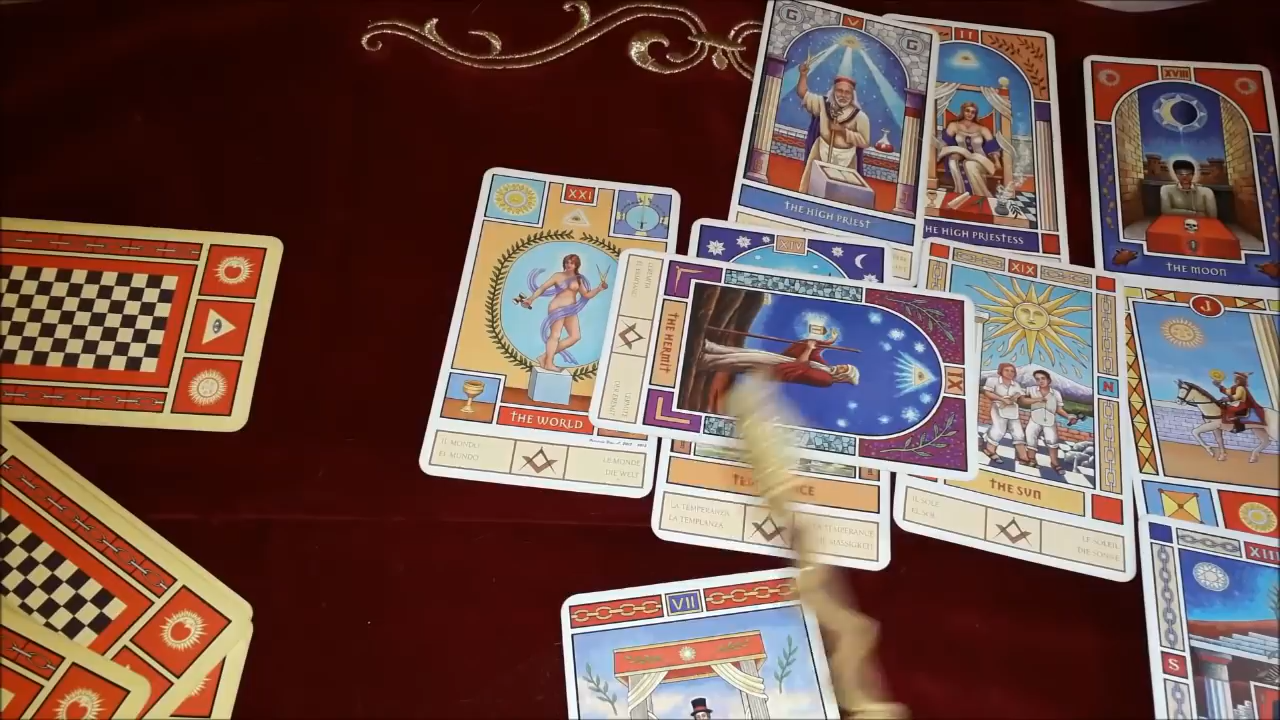 G
V
G
THE HIGH PRIEST
II
THE HIGH PRIESTESS
XVIII
THE MOON
XXI
THE WORLD
IL MONDO
EL MUNDO
LE MONDE
DIE WELT
XIV
LA TEMPERANZA
LA TEMPLANZA
THE HERMIT
IX
XIX
N
THE SUN
IL SOLE
EL SOL
LE SOLEIL
DIE SONNE
J
XIII
S
VII